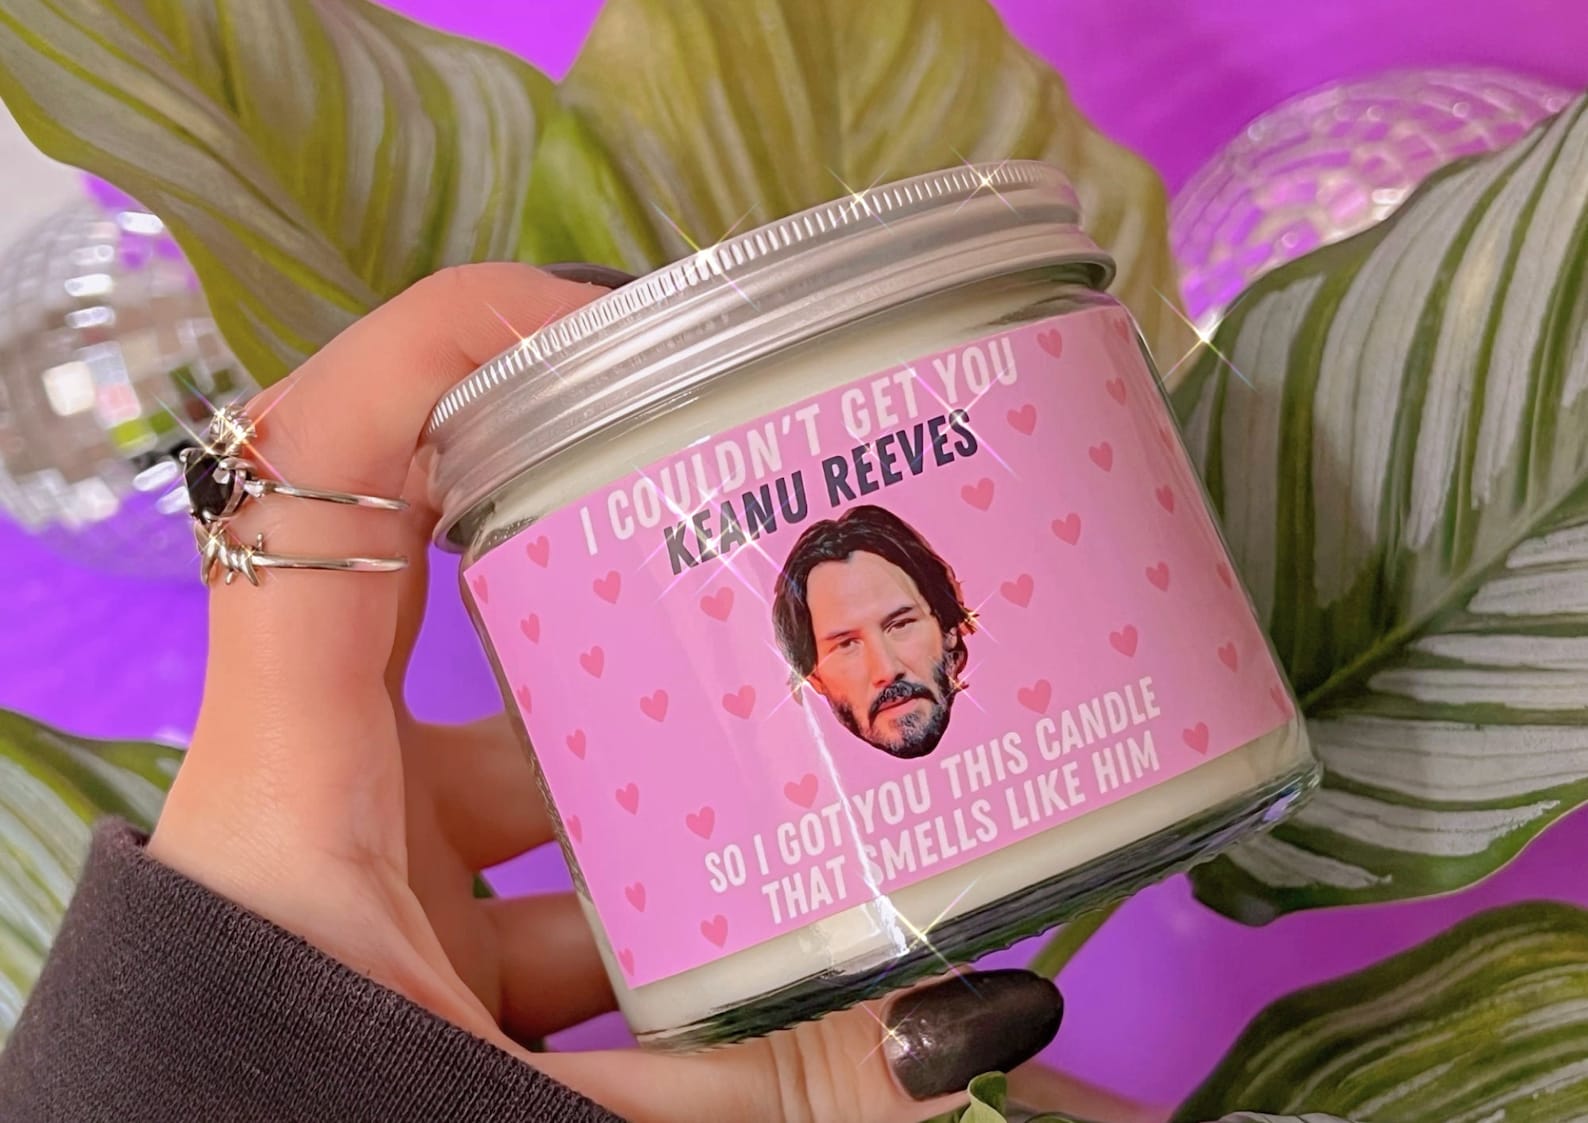 I COULDN'T GET YOU
KEANU REEVES
SO I GOT YOU THIS CANDLE
THAT SMELLS LIKE HIM